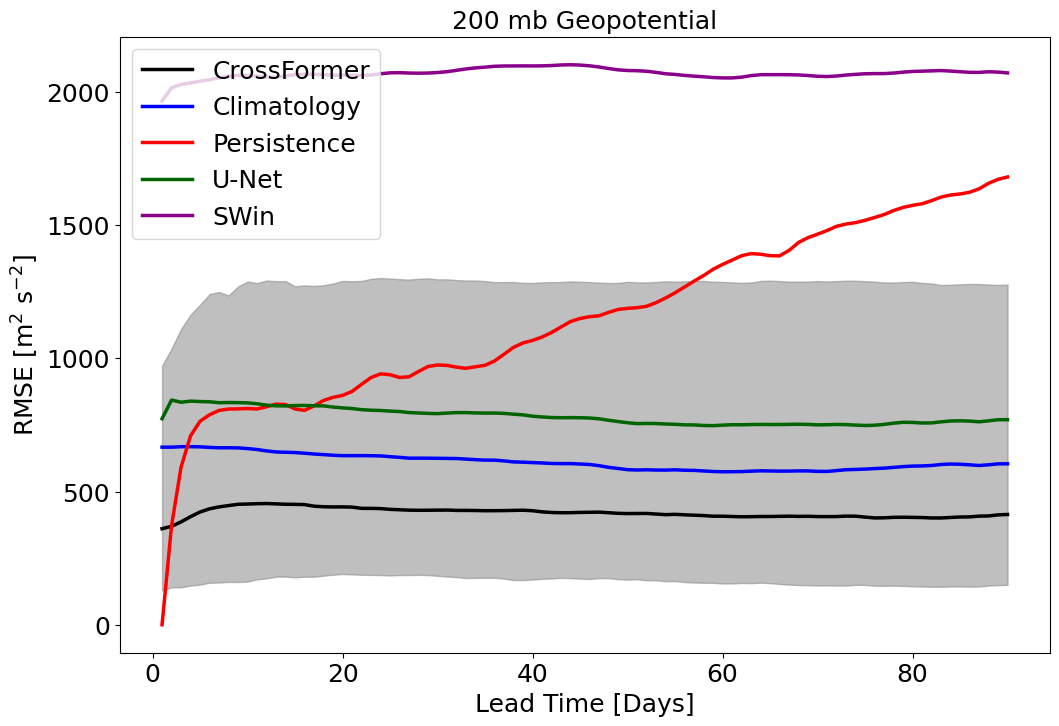 200 mb Geopotential
CrossFormer
Climatology
Persistence
U-Net
SWin
2000
1500
1000
500
0
RMSE [m² s⁻²]
0 20 40 60 80
Lead Time [Days]